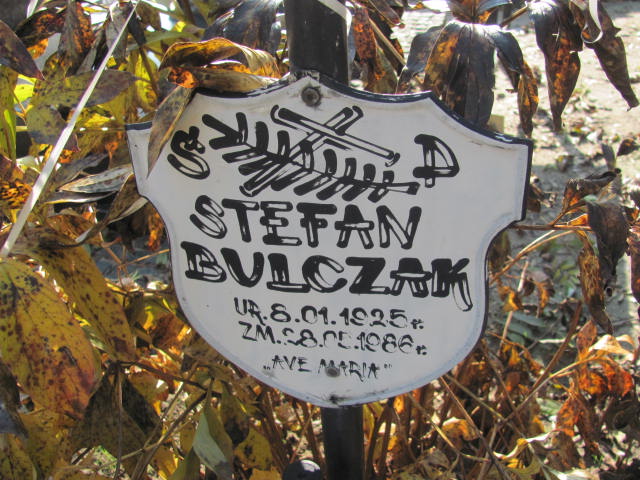 S P
STEFAN
BULCZAK
UR. 8.01.1925 r.
ZM. 28.05.1986 r.
„AVE MARIA"